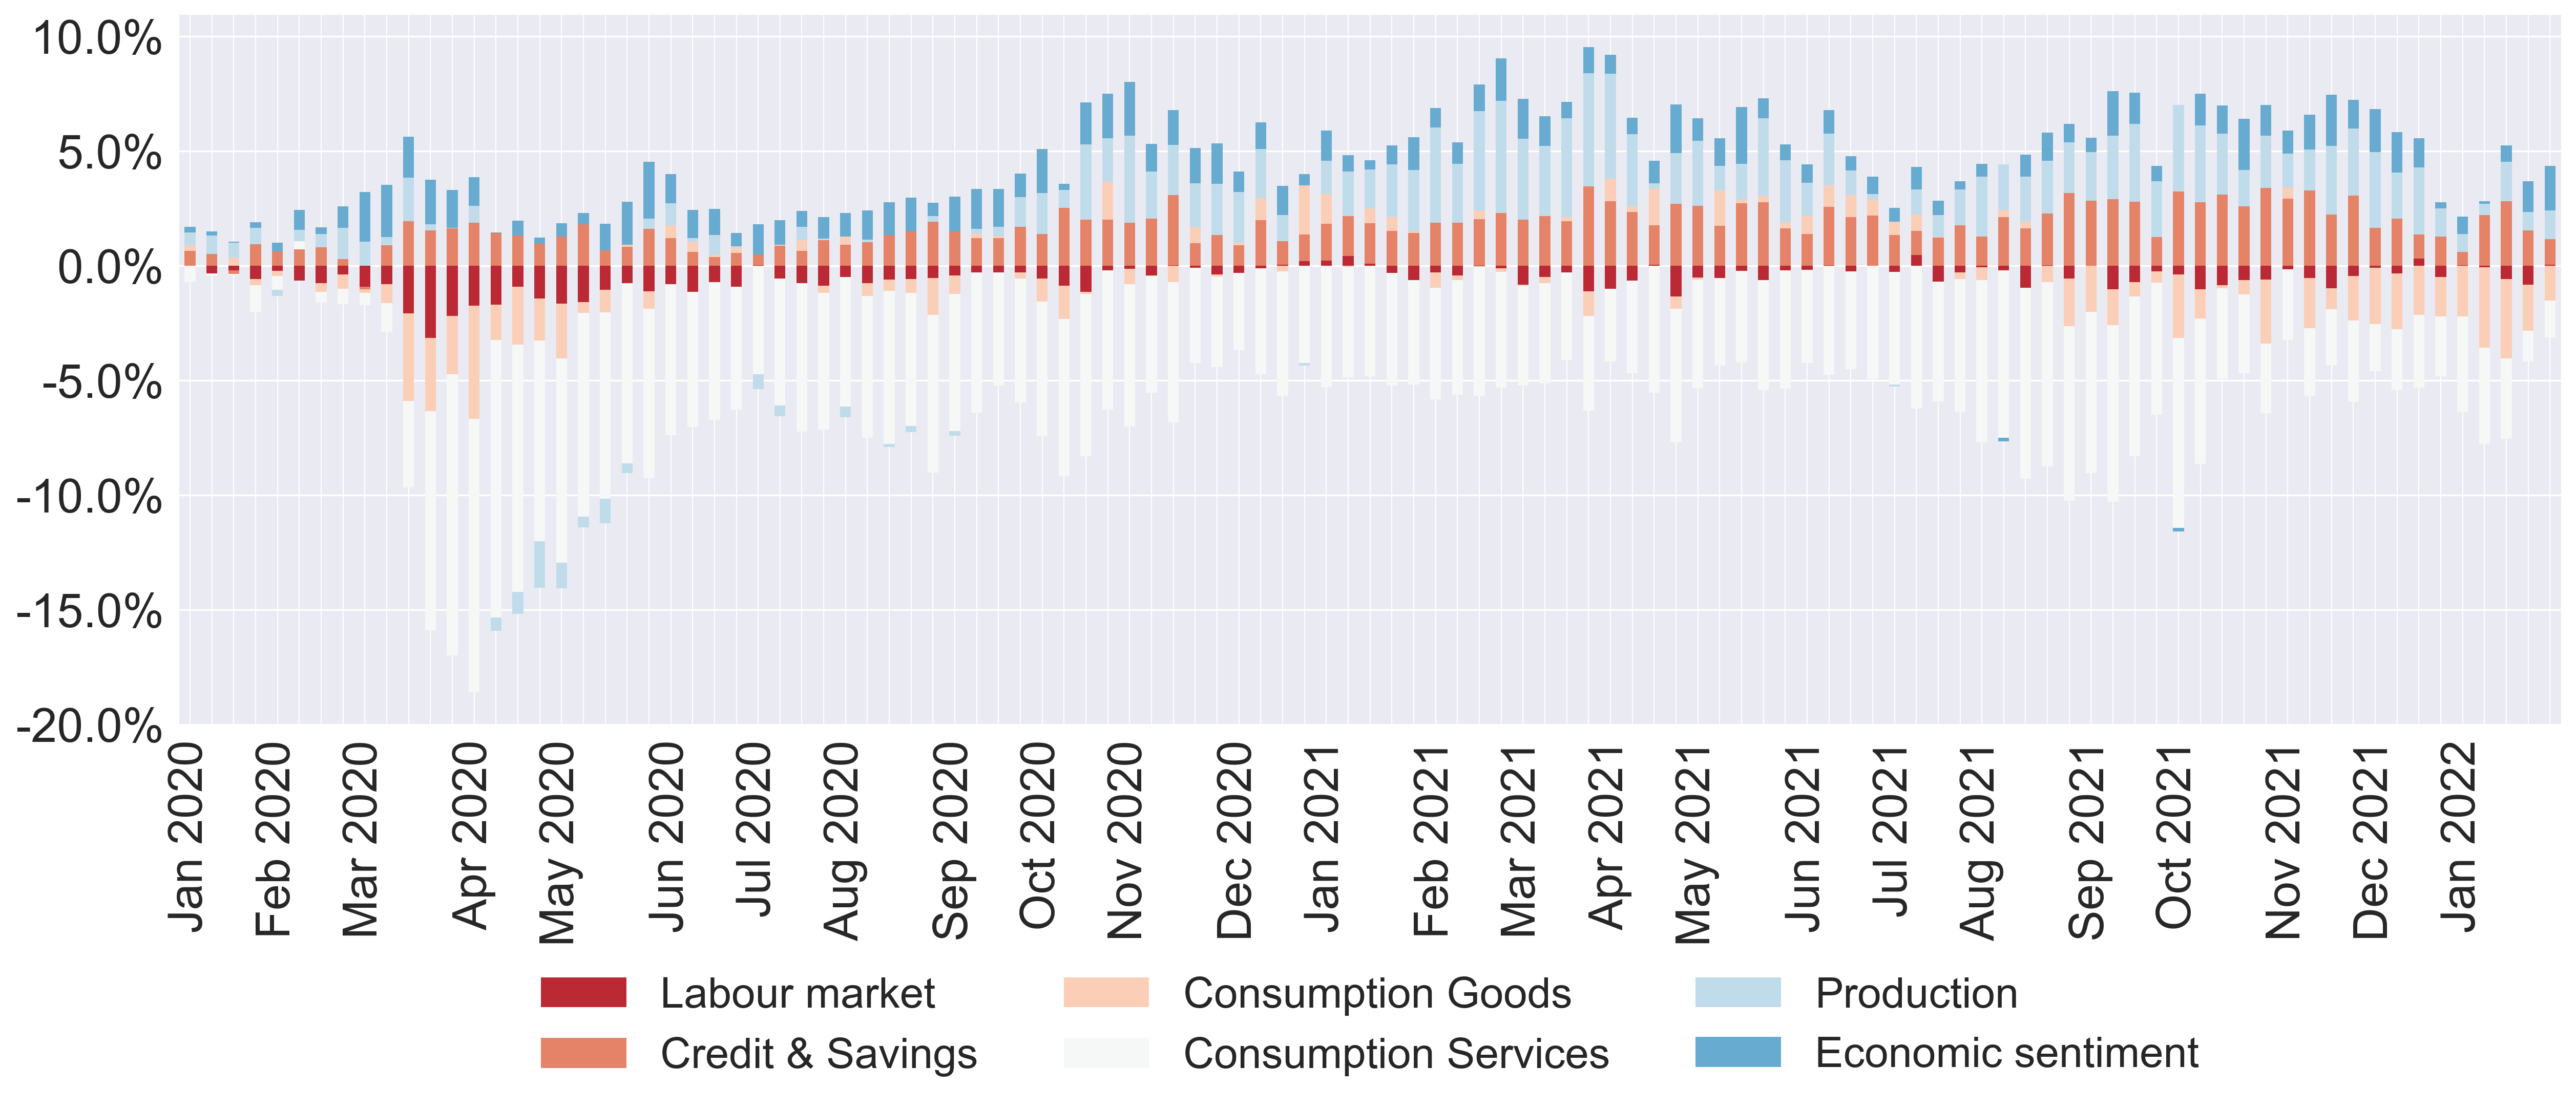 10.0%
5.0%
0.0%
-5.0%
-10.0%
-15.0%
-20.0%
Jan 2020
Feb 2020
Mar 2020
Apr 2020
May 2020
Jun 2020
Jul 2020
Aug 2020
Sep 2020
Oct 2020
Nov 2020
Dec 2020
Jan 2021
Feb 2021
Mar 2021
Apr 2021
May 2021
Jun 2021
Jul 2021
Aug 2021
Sep 2021
Oct 2021
Nov 2021
Dec 2021
Jan 2022
Labour market
Consumption Goods
Production
Credit & Savings
Consumption Services
Economic sentiment